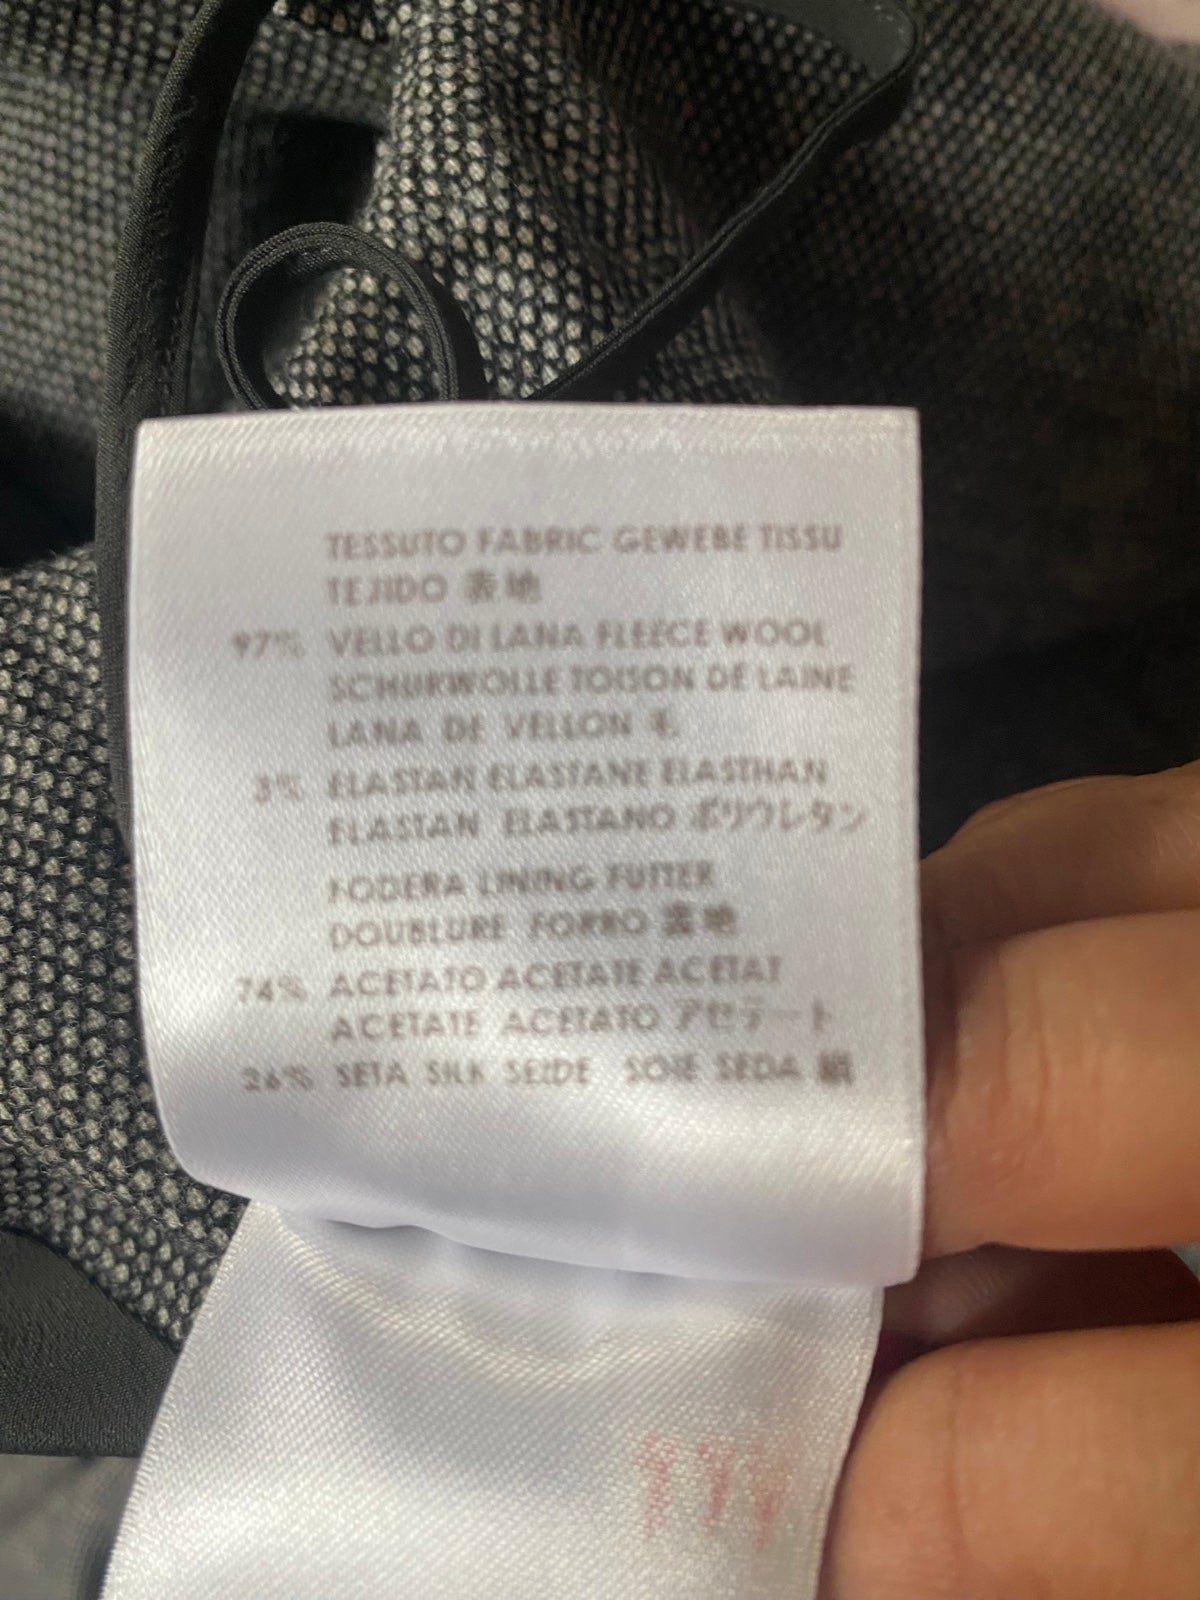 TESSUTO FABRIC GEWEBE TISSU
TEJIDO 表地
97% VELLO DI LANA FLEECE WOOL
SCHURWOLLE TOISON DE LAINE
LANA DE VELLON 毛
3% ELASTAN ELASTANE ELASTHAN
ELASTAN ELASTANO ポリウレタン
FODERA LINING FUTTER
DOUBLURE FORRO 裏地
74% ACETATO ACETATE ACETAT
ACETATE ACETATO アセテート
26% SETA SILK SEIDE SOIE SEDA 絹